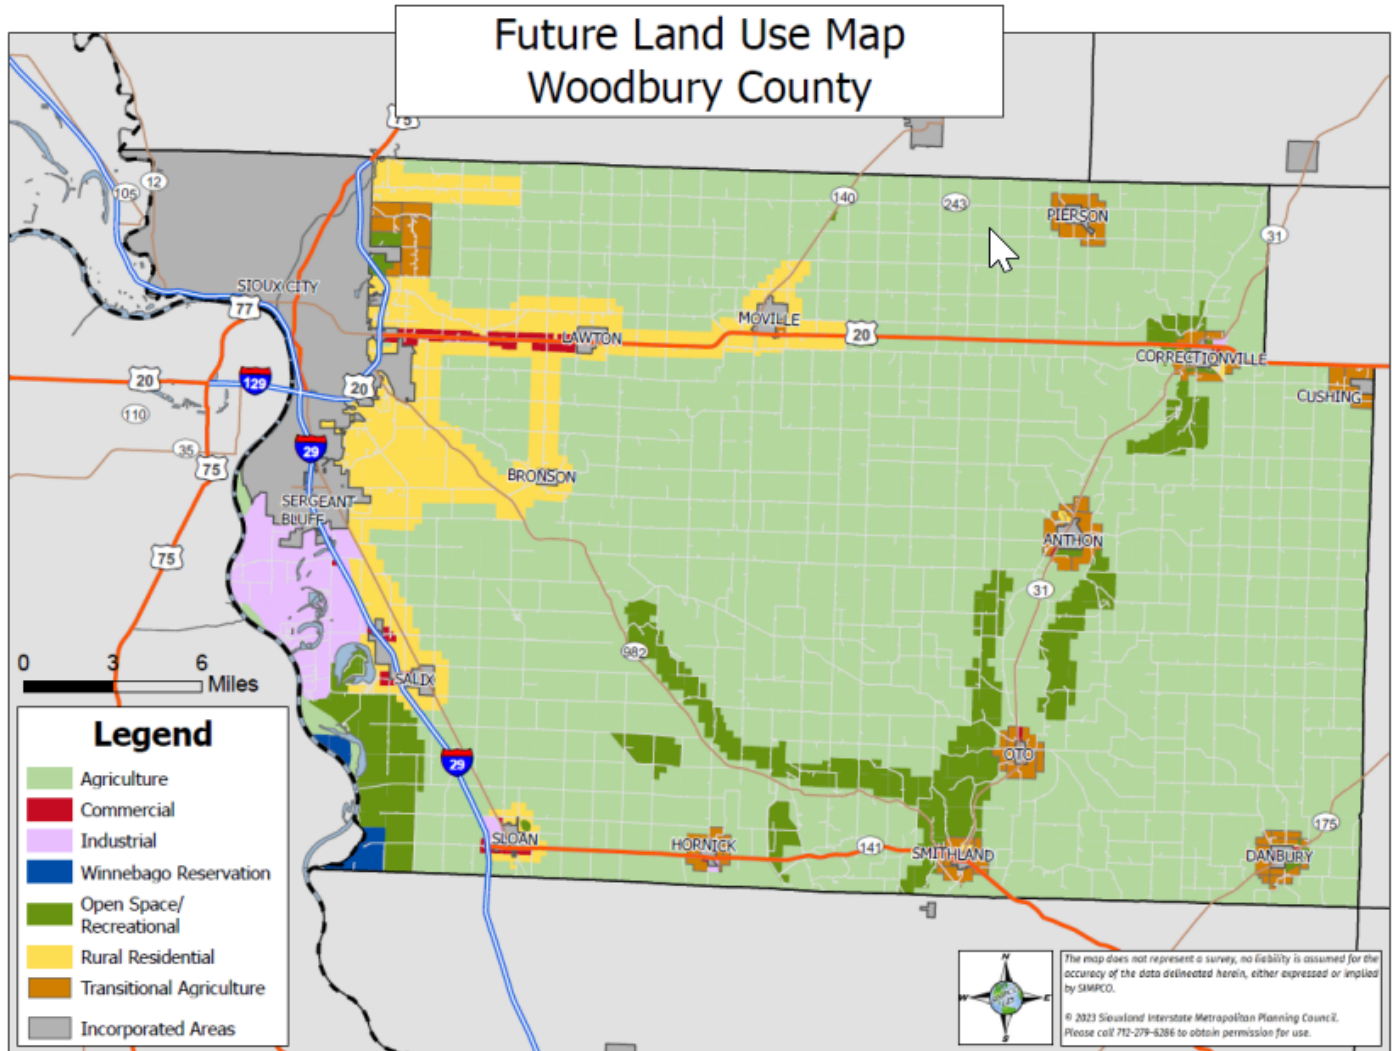 Future Land Use Map
Woodbury County
75
12
105
140
243
PIERSON
31
SIOUX CITY
77
MOVILLE
LAWTON
20
CORRECTIONVILLE
20
129
20
CUSHING
110
35
29
75
BRONSON
SERGEANT
BLUFF
ANTHON
75
31
982
0 3 6
Miles
SALIX
OTO
29
SLOAN
HORNICK
141
SMITHLAND
DANBURY
175
Legend
Agriculture
Commercial
Industrial
Winnebago Reservation
Open Space/
Recreational
Rural Residential
Transitional Agriculture
Incorporated Areas
N
W E
S
The map does not represent a survey, no liability is assumed for the
accuracy of the data delineated herein, either expressed or implied
by SIMPCO.
© 2023 Siouxland Interstate Metropolitan Planning Council.
Please call 712-279-6286 to obtain permission for use.